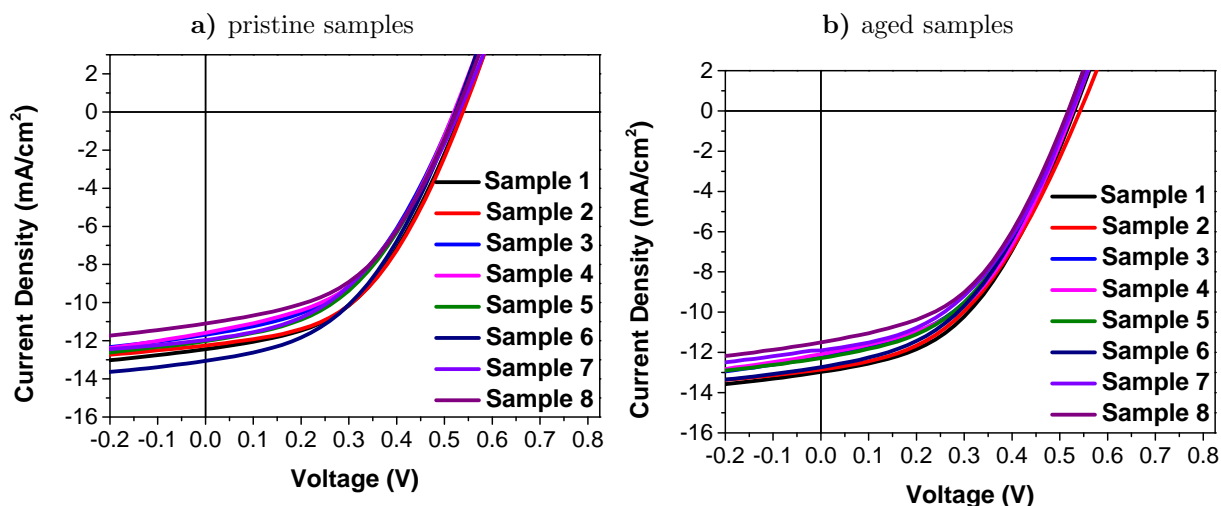 a) pristine samples
2
0
-2
-4
-6
-8
-10
-12
-14
-16
Current Density (mA/cm²)
-0.2 -0.1 0.0 0.1 0.2 0.3 0.4 0.5 0.6 0.7 0.8
Voltage (V)
Sample 1
Sample 2
Sample 3
Sample 4
Sample 5
Sample 6
Sample 7
Sample 8
b) aged samples
2
0
-2
-4
-6
-8
-10
-12
-14
-16
Current Density (mA/cm²)
-0.2 -0.1 0.0 0.1 0.2 0.3 0.4 0.5 0.6 0.7 0.8
Voltage (V)
Sample 1
Sample 2
Sample 3
Sample 4
Sample 5
Sample 6
Sample 7
Sample 8